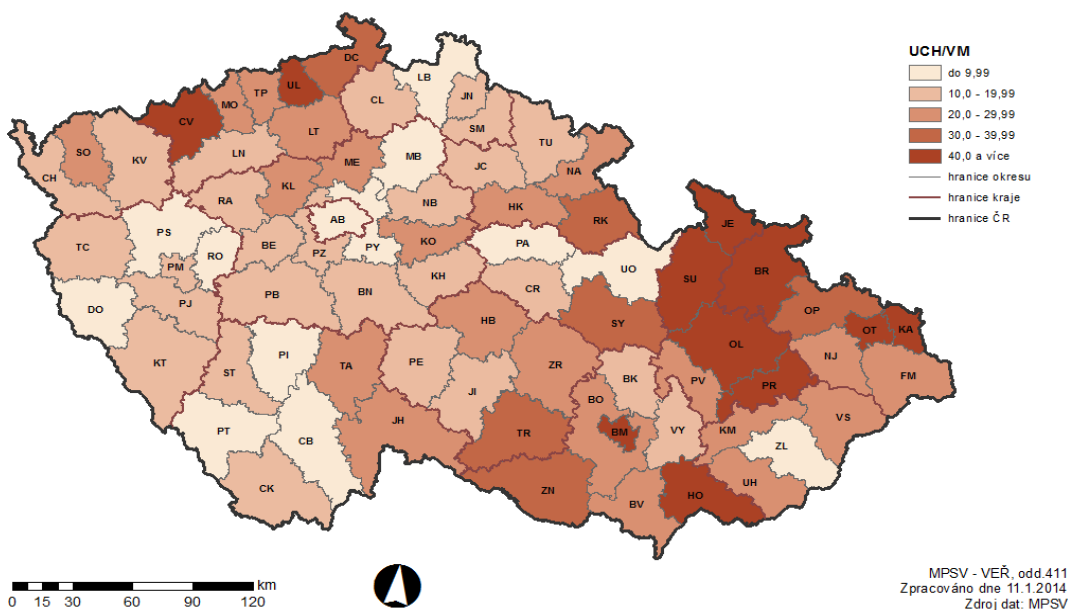 DC
LB
UL
TP
MO
CL
JN
CV
LT
SM
SO
KV
LN
ME
MB
JC
TU
CH
NA
KL
RA
NB
HK
AB
RK
JE
PS
TC
RO
BE
PZ
PY
KO
PA
UO
BR
PM
KH
SU
PB
BN
CR
DO
PJ
OP
HB
SY
OT
KA
OL
KT
PI
ST
TA
PE
ZR
NJ
FM
BK
PV
PR
JI
BO
JH
VS
PT
CB
TR
BM
VY
KM
ZL
CK
ZN
HO
UH
BV
UCH/VM
do 9,99
10,0 - 19,99
20,0 - 29,99
30,0 - 39,99
40,0 a více
hranice okresu
hranice kraje
hranice ČR
km
0 15 30 60 90 120
MPSV - VEŘ, odd.411
Zpracováno dne 11.1.2014
Zdroj dat: MPSV